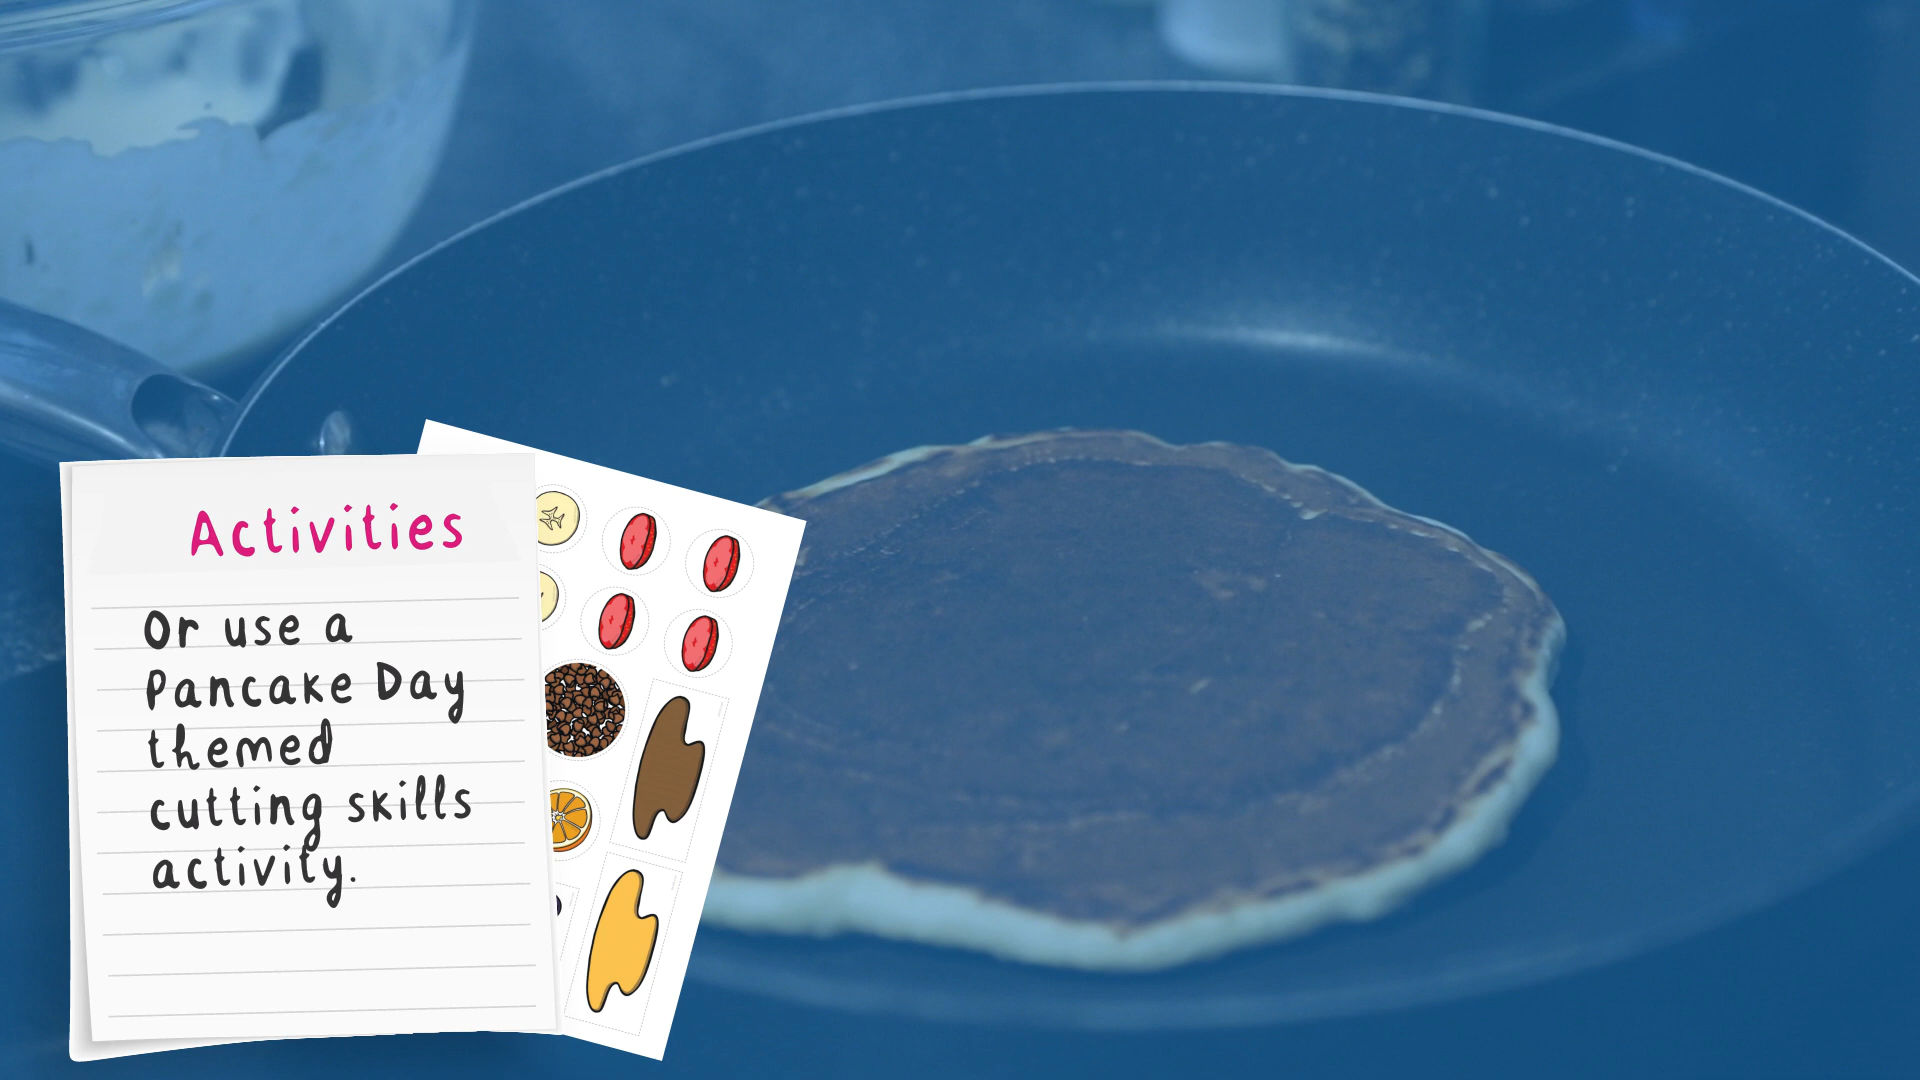 Activities
Or use a
Pancake Day
themed
cutting skills
activity.